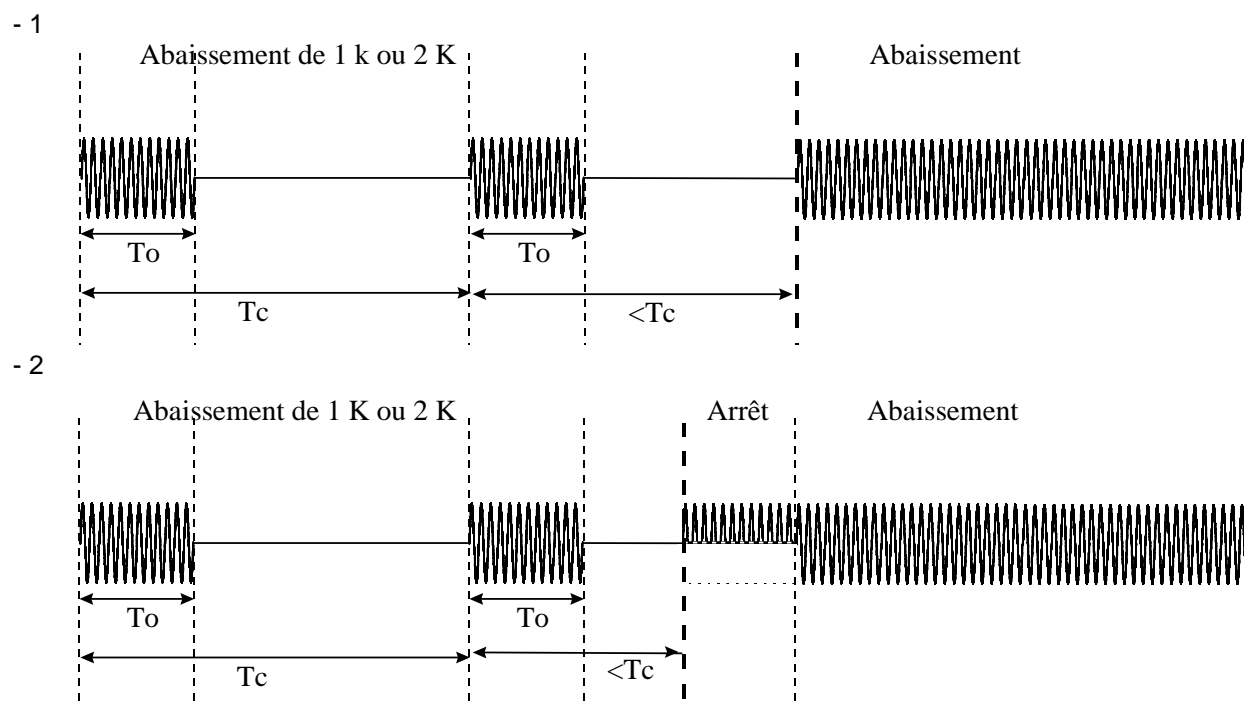 - 1
Abaissement de 1 k ou 2 K Abaissement
To To
Tc <Tc
- 2
Abaissement de 1 K ou 2 K Arrêt Abaissement
To To
Tc <Tc